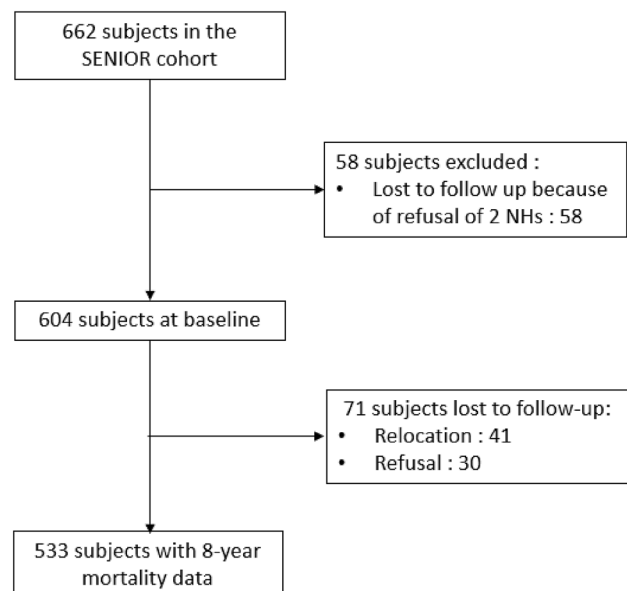 662 subjects in the
SENIOR cohort
58 subjects excluded :
• Lost to follow up because
of refusal of 2 NHs : 58
604 subjects at baseline
71 subjects lost to follow-up:
• Relocation : 41
• Refusal : 30
533 subjects with 8-year
mortality data